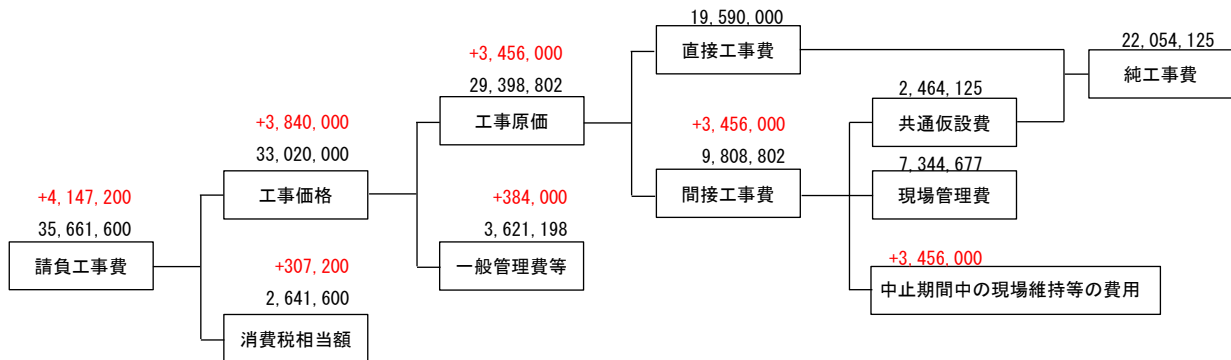 +4,147,200
35,661,600
請負工事費
+3,840,000
33,020,000
工事価格
+307,200
2,641,600
消費税相当額
+3,456,000
29,398,802
工事原価
+384,000
3,621,198
一般管理費等
19,590,000
直接工事費
+3,456,000
9,808,802
間接工事費
2,464,125
共通仮設費
7,344,677
現場管理費
+3,456,000
中止期間中の現場維持等の費用
22,054,125
純工事費